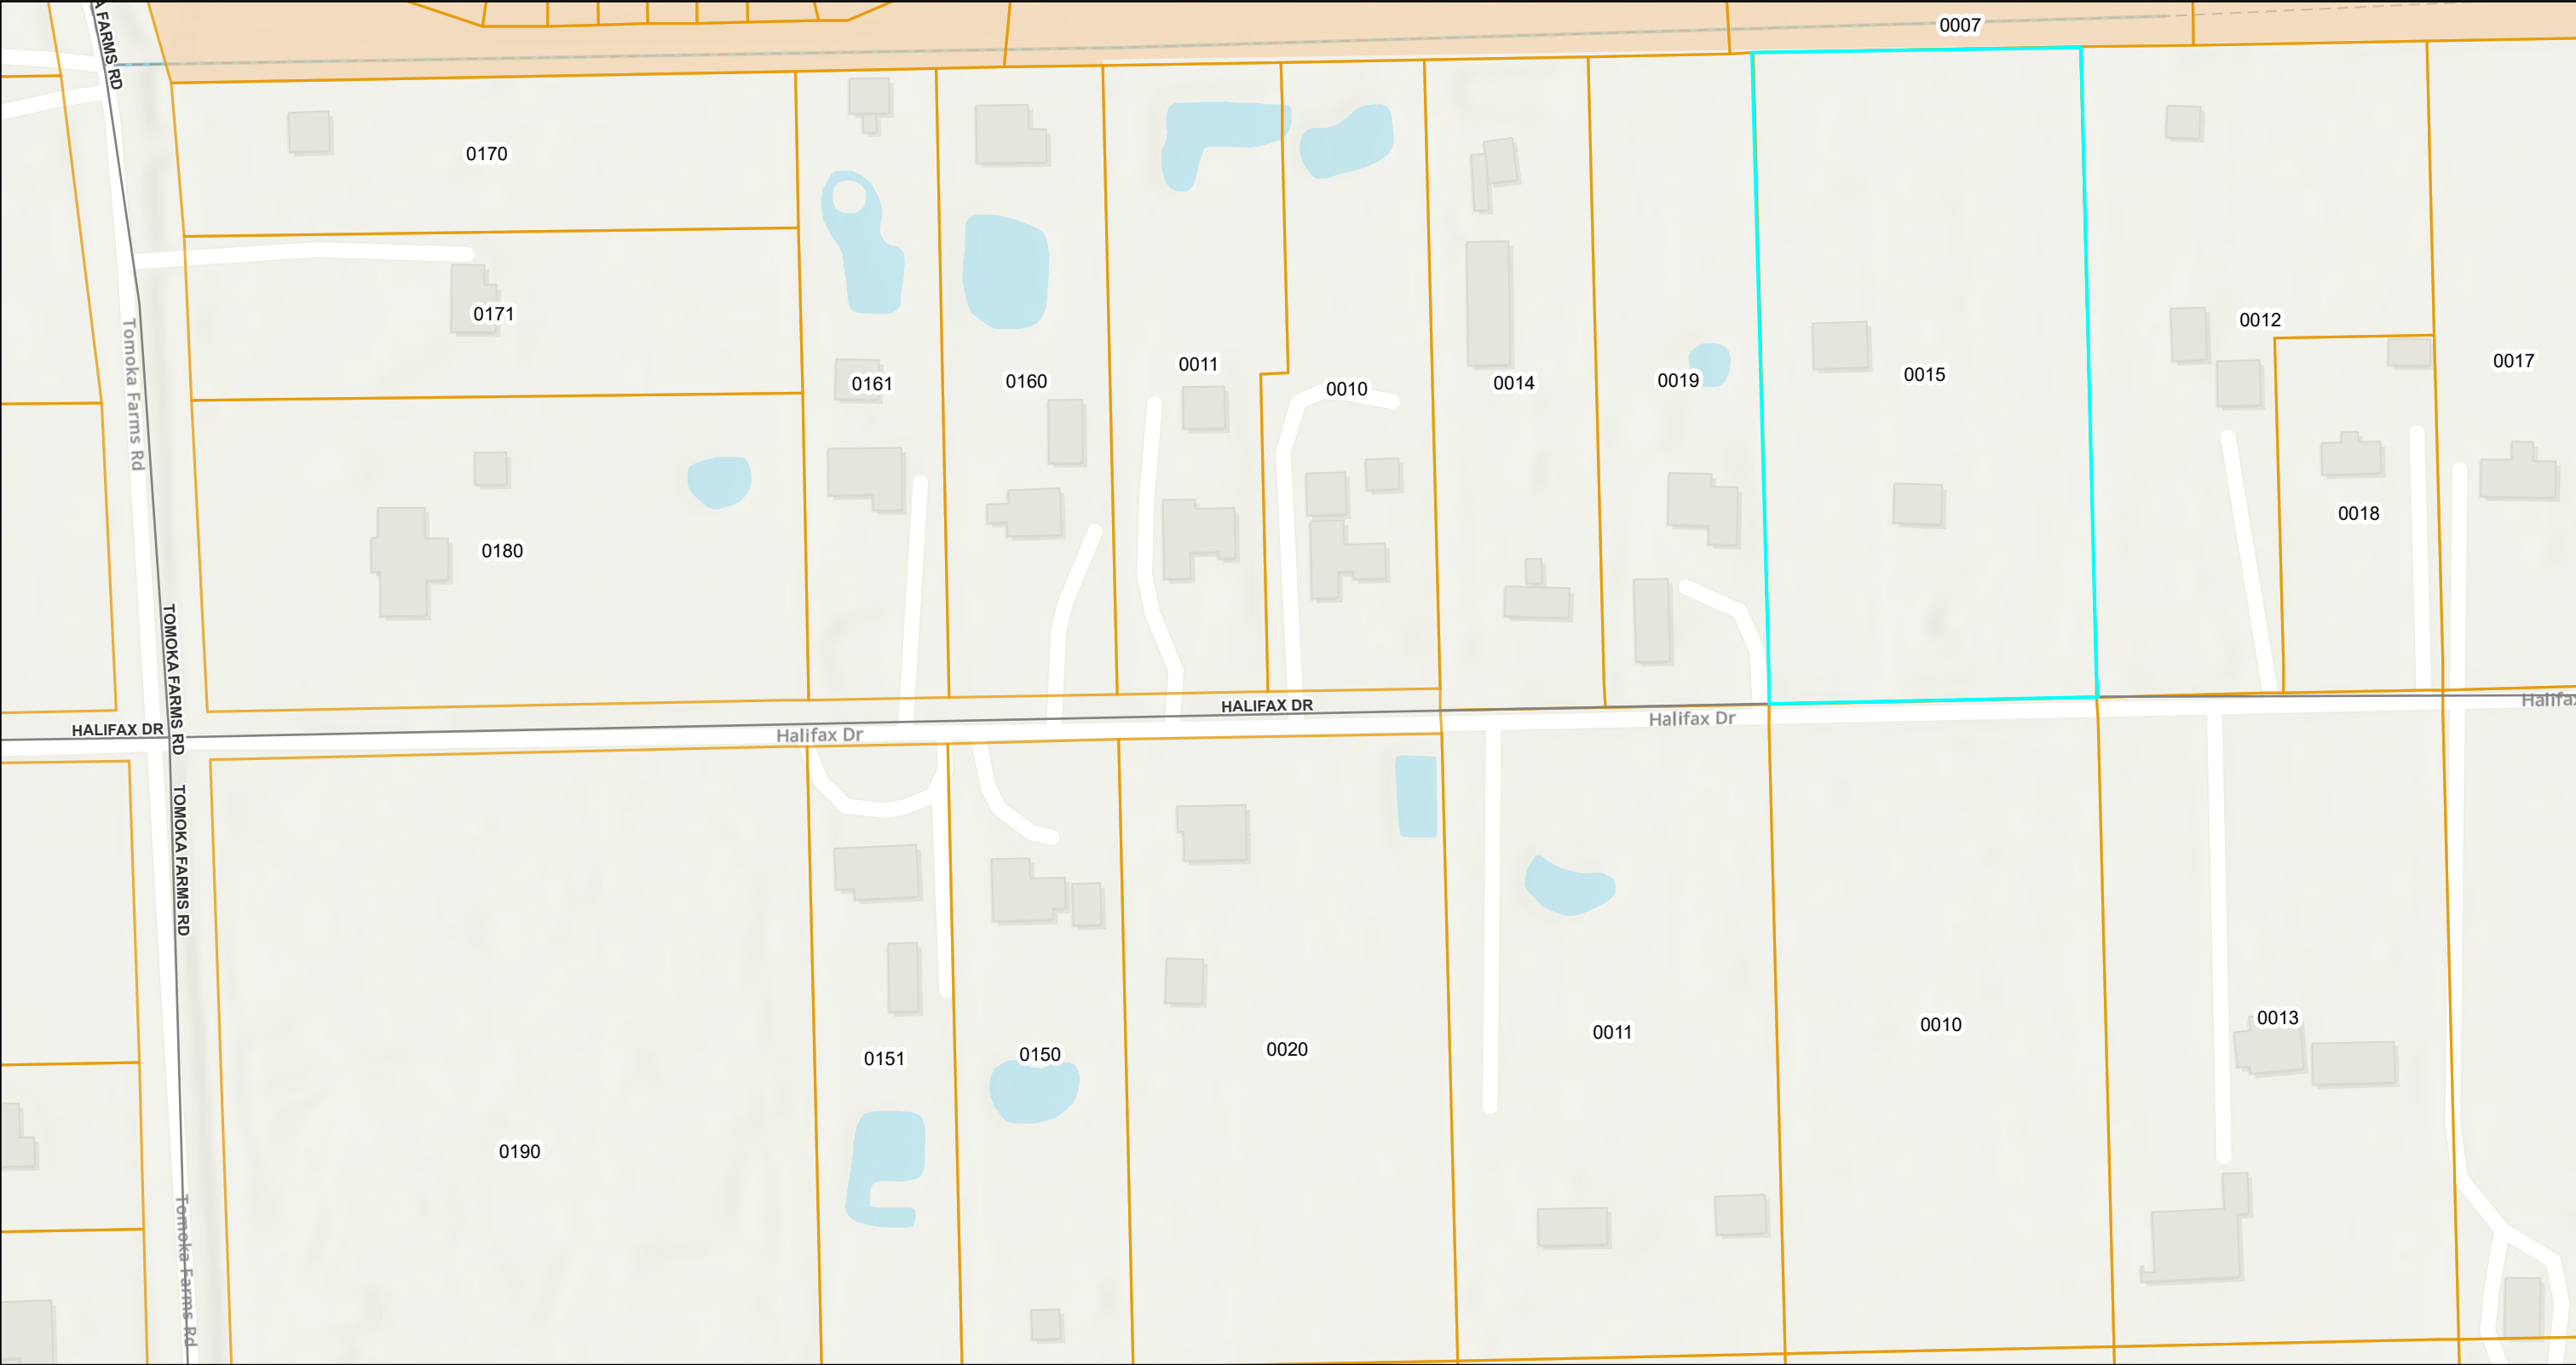 0007
A FARMS RD
0170
0171
0012
Tomoka Farms Rd
0017
0011
0015
0161
0160
0014
0019
0010
0018
0180
TOMOKA FARMS RD
HALIFAX DR
Halifax
HALIFAX DR
Halifax Dr
HALIFAX DR
Halifax Dr
TOMOKA FARMS RD
0013
0010
0011
0020
0150
0151
0190
Tomoka Farms Rd